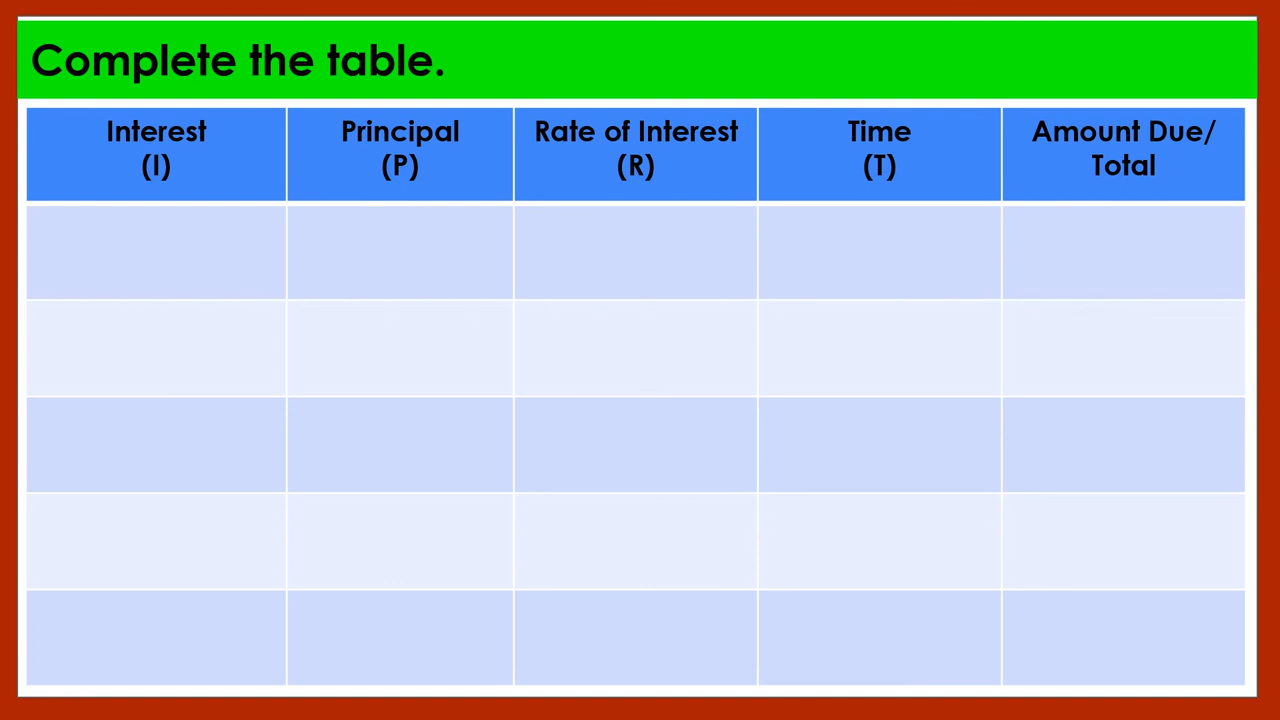 Complete the table.
Interest
(I)
Principal
(P)
Rate of Interest
(R)
Time
(T)
Amount Due/
Total